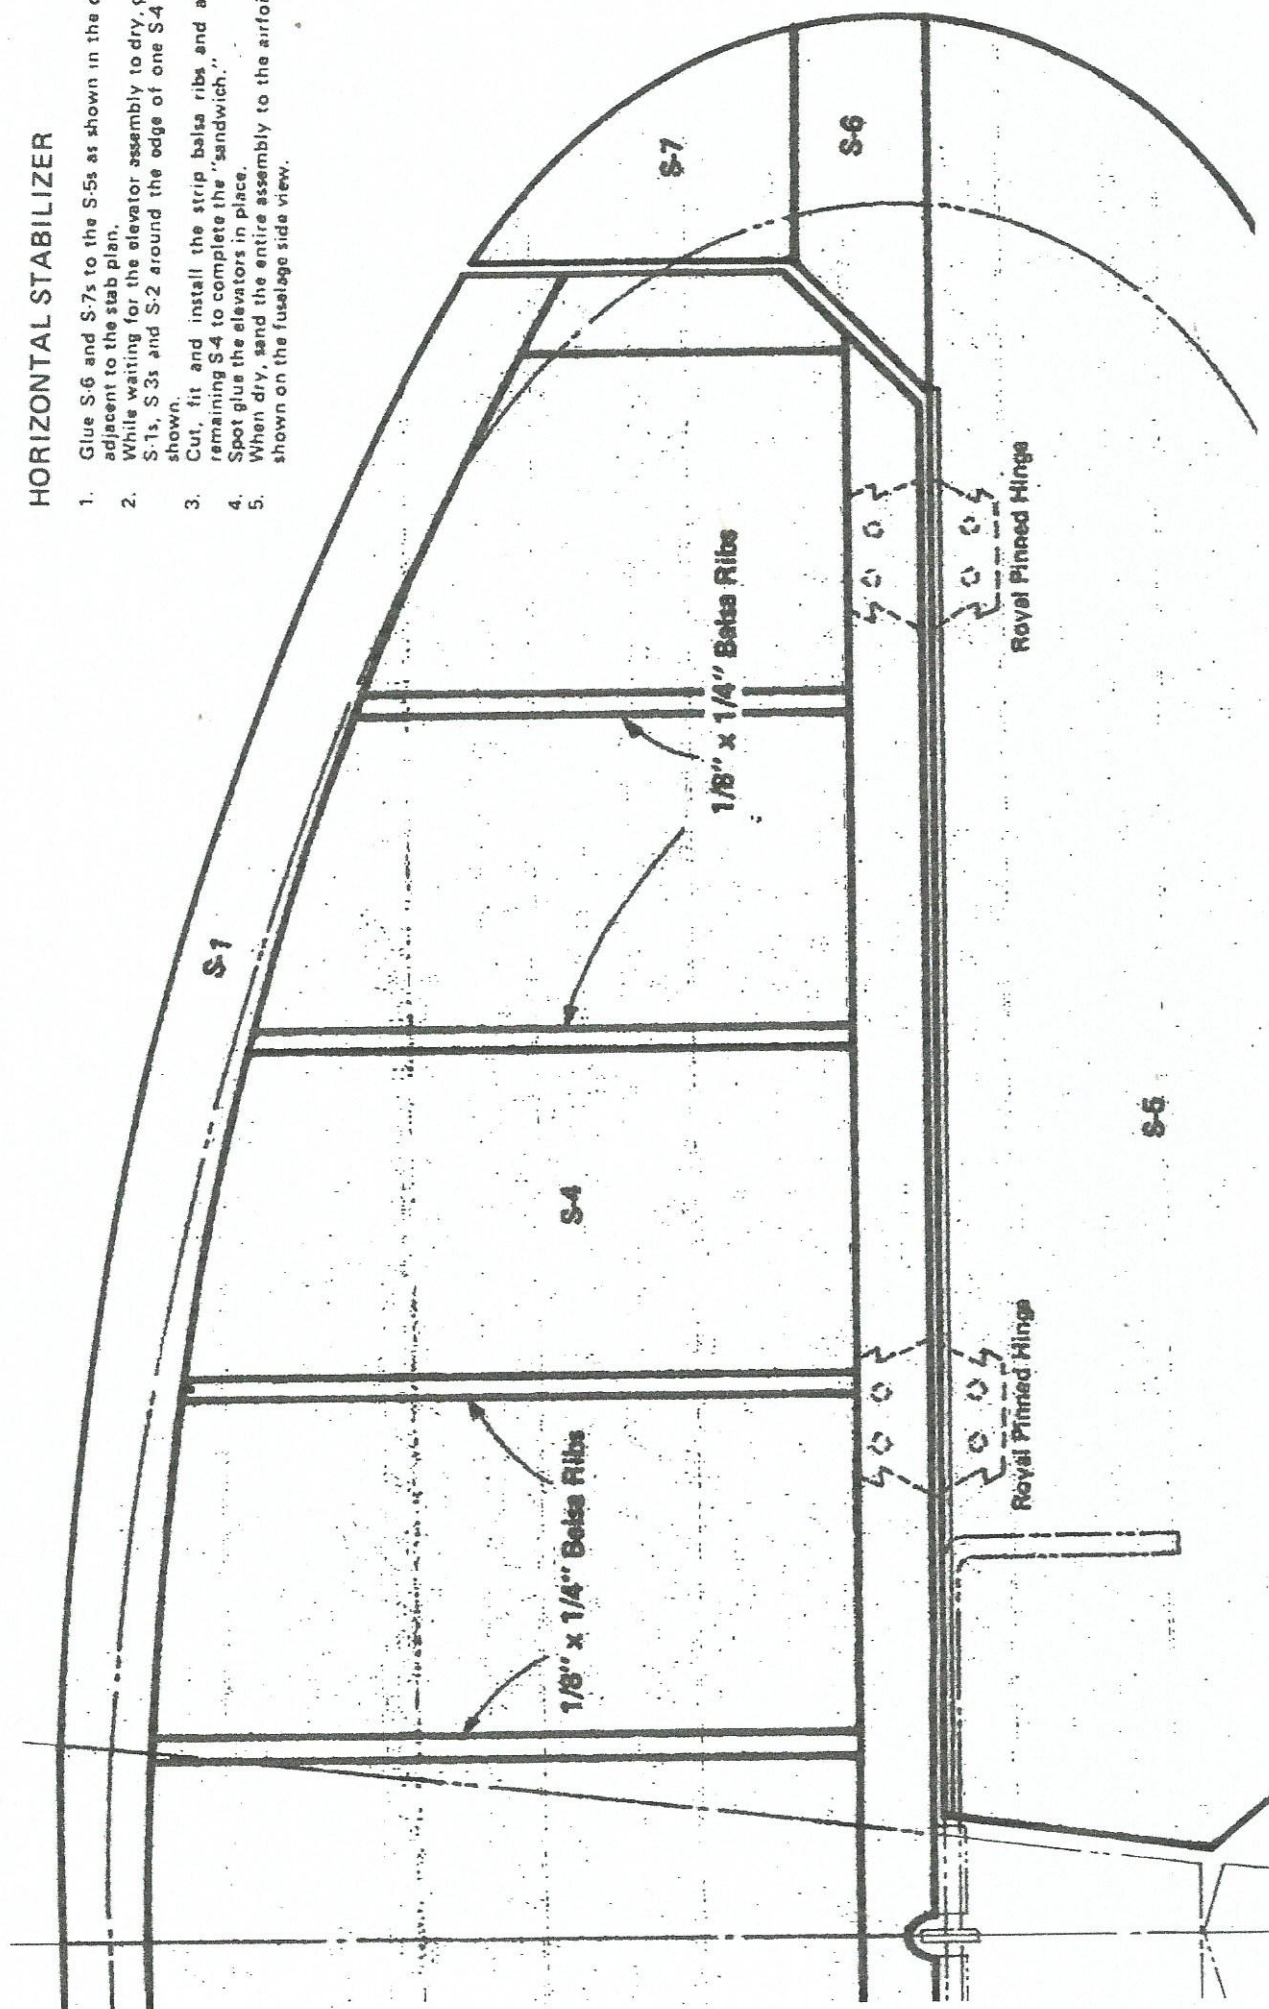 HORIZONTAL STABILIZER
1. Glue S-6 and S-7s to the S-5s as shown in the
adjacent to the stab plan.
2. While waiting for the elevator assembly to dry,
S-1s, S-3s and S-2 around the edge of one S-4
shown.
3. Cut, fit and install the strip balsa ribs and
remaining S-4 to complete the "sandwich."
4. Spot glue the elevators in place.
5. When dry, sand the entire assembly to the
shown on the fuselage side view.
S-7
S-6
S-1
1/8" x 1/4" Balsa Ribs
Royal Pinned Hinge
S-4
S-5
1/8" x 1/4" Balsa Ribs
Royal Pinned Hinge